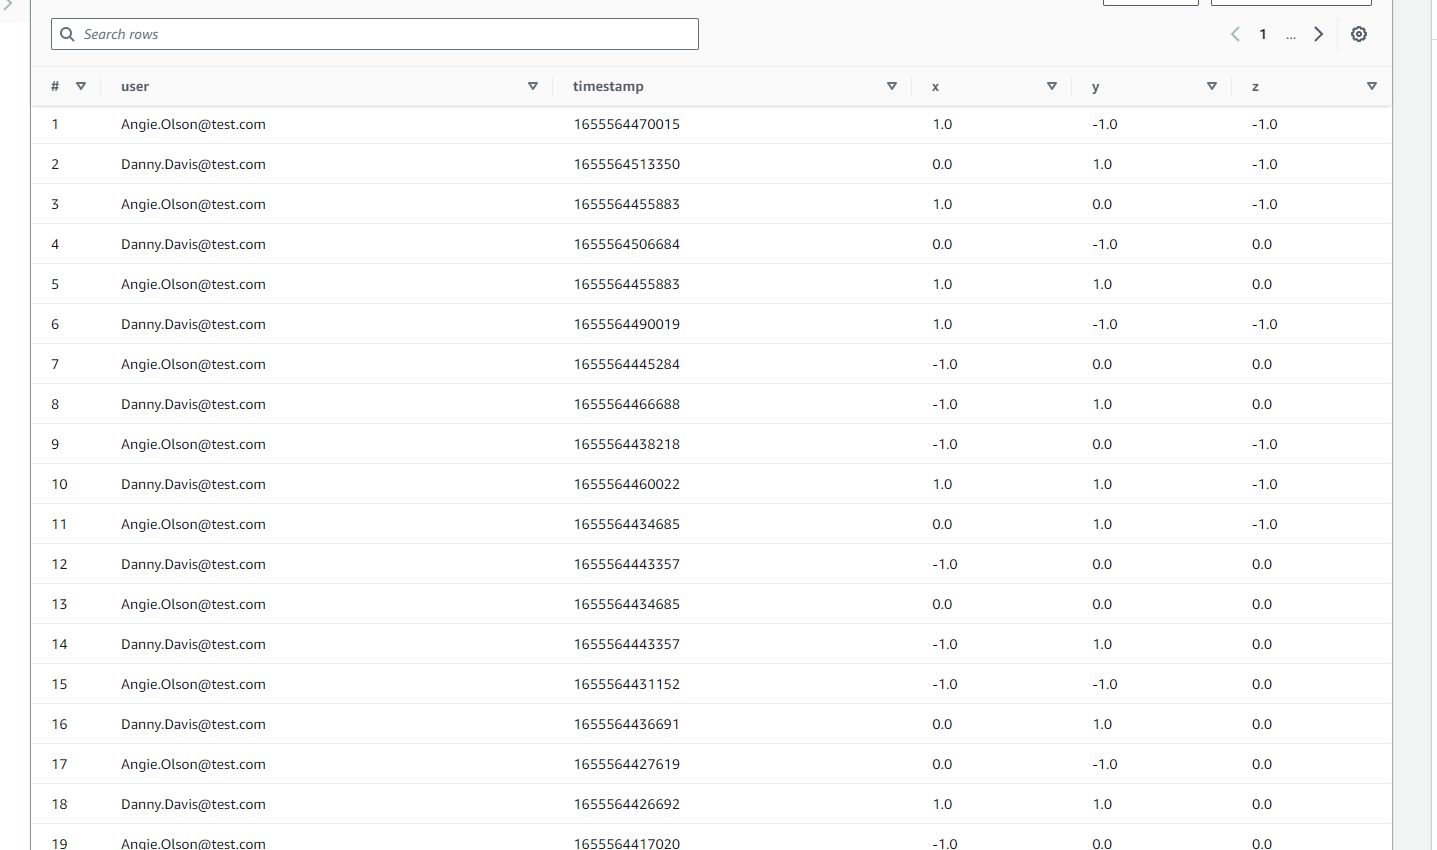 Search rows
1 ...
# user timestamp x y z
1 Angie.Olson@test.com 1655564470015 1.0 -1.0 -1.0
2 Danny.Davis@test.com 1655564513350 0.0 1.0 -1.0
3 Angie.Olson@test.com 1655564455883 1.0 0.0 -1.0
4 Danny.Davis@test.com 1655564506684 0.0 -1.0 0.0
5 Angie.Olson@test.com 1655564455883 1.0 1.0 0.0
6 Danny.Davis@test.com 1655564490019 1.0 -1.0 -1.0
7 Angie.Olson@test.com 1655564445284 -1.0 0.0 0.0
8 Danny.Davis@test.com 1655564466688 -1.0 1.0 0.0
9 Angie.Olson@test.com 1655564438218 -1.0 0.0 -1.0
10 Danny.Davis@test.com 1655564460022 1.0 1.0 -1.0
11 Angie.Olson@test.com 1655564434685 0.0 1.0 -1.0
12 Danny.Davis@test.com 1655564443357 -1.0 0.0 0.0
13 Angie.Olson@test.com 1655564434685 0.0 0.0 0.0
14 Danny.Davis@test.com 1655564443357 -1.0 1.0 0.0
15 Angie.Olson@test.com 1655564431152 -1.0 -1.0 0.0
16 Danny.Davis@test.com 1655564436691 0.0 1.0 0.0
17 Angie.Olson@test.com 1655564427619 0.0 -1.0 0.0
18 Danny.Davis@test.com 1655564426692 1.0 1.0 0.0
19 Angie.Olson@test.com 1655564417020 -1.0 0.0 0.0